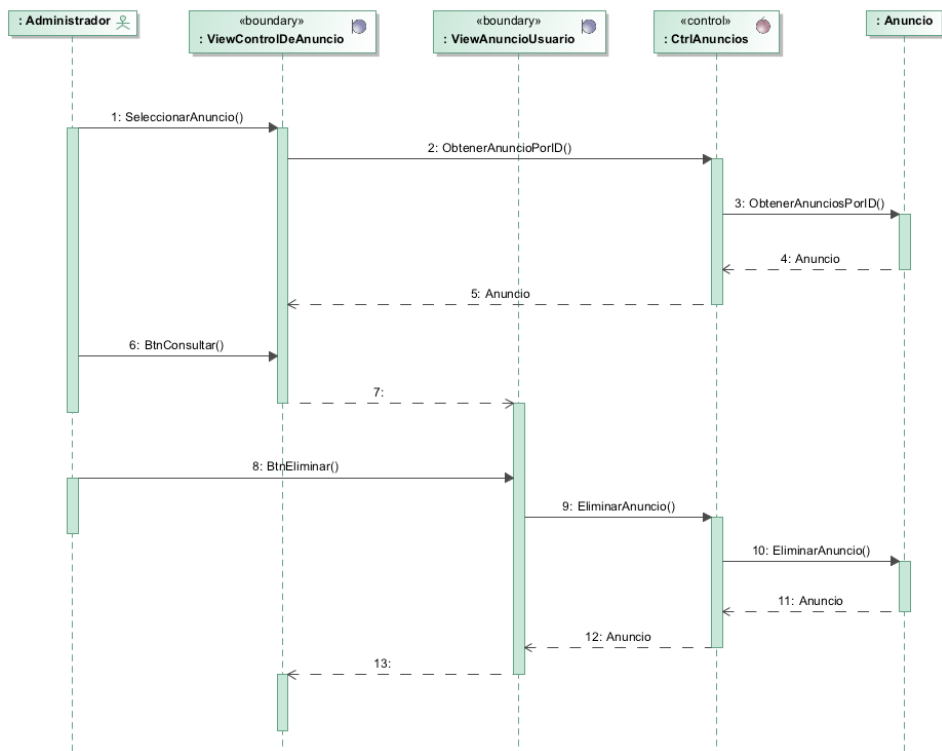 : Administrador
«boundary»
: ViewControlDeAnuncio
«boundary»
: ViewAnuncioUsuario
«control»
: CtrlAnuncios
: Anuncio
1: SeleccionarAnuncio()
2: ObtenerAnuncioPorID()
3: ObtenerAnunciosPorID()
4: Anuncio
5: Anuncio
6: BtnConsultar()
7:
8: BtnEliminar()
9: EliminarAnuncio()
10: EliminarAnuncio()
11: Anuncio
12: Anuncio
13: